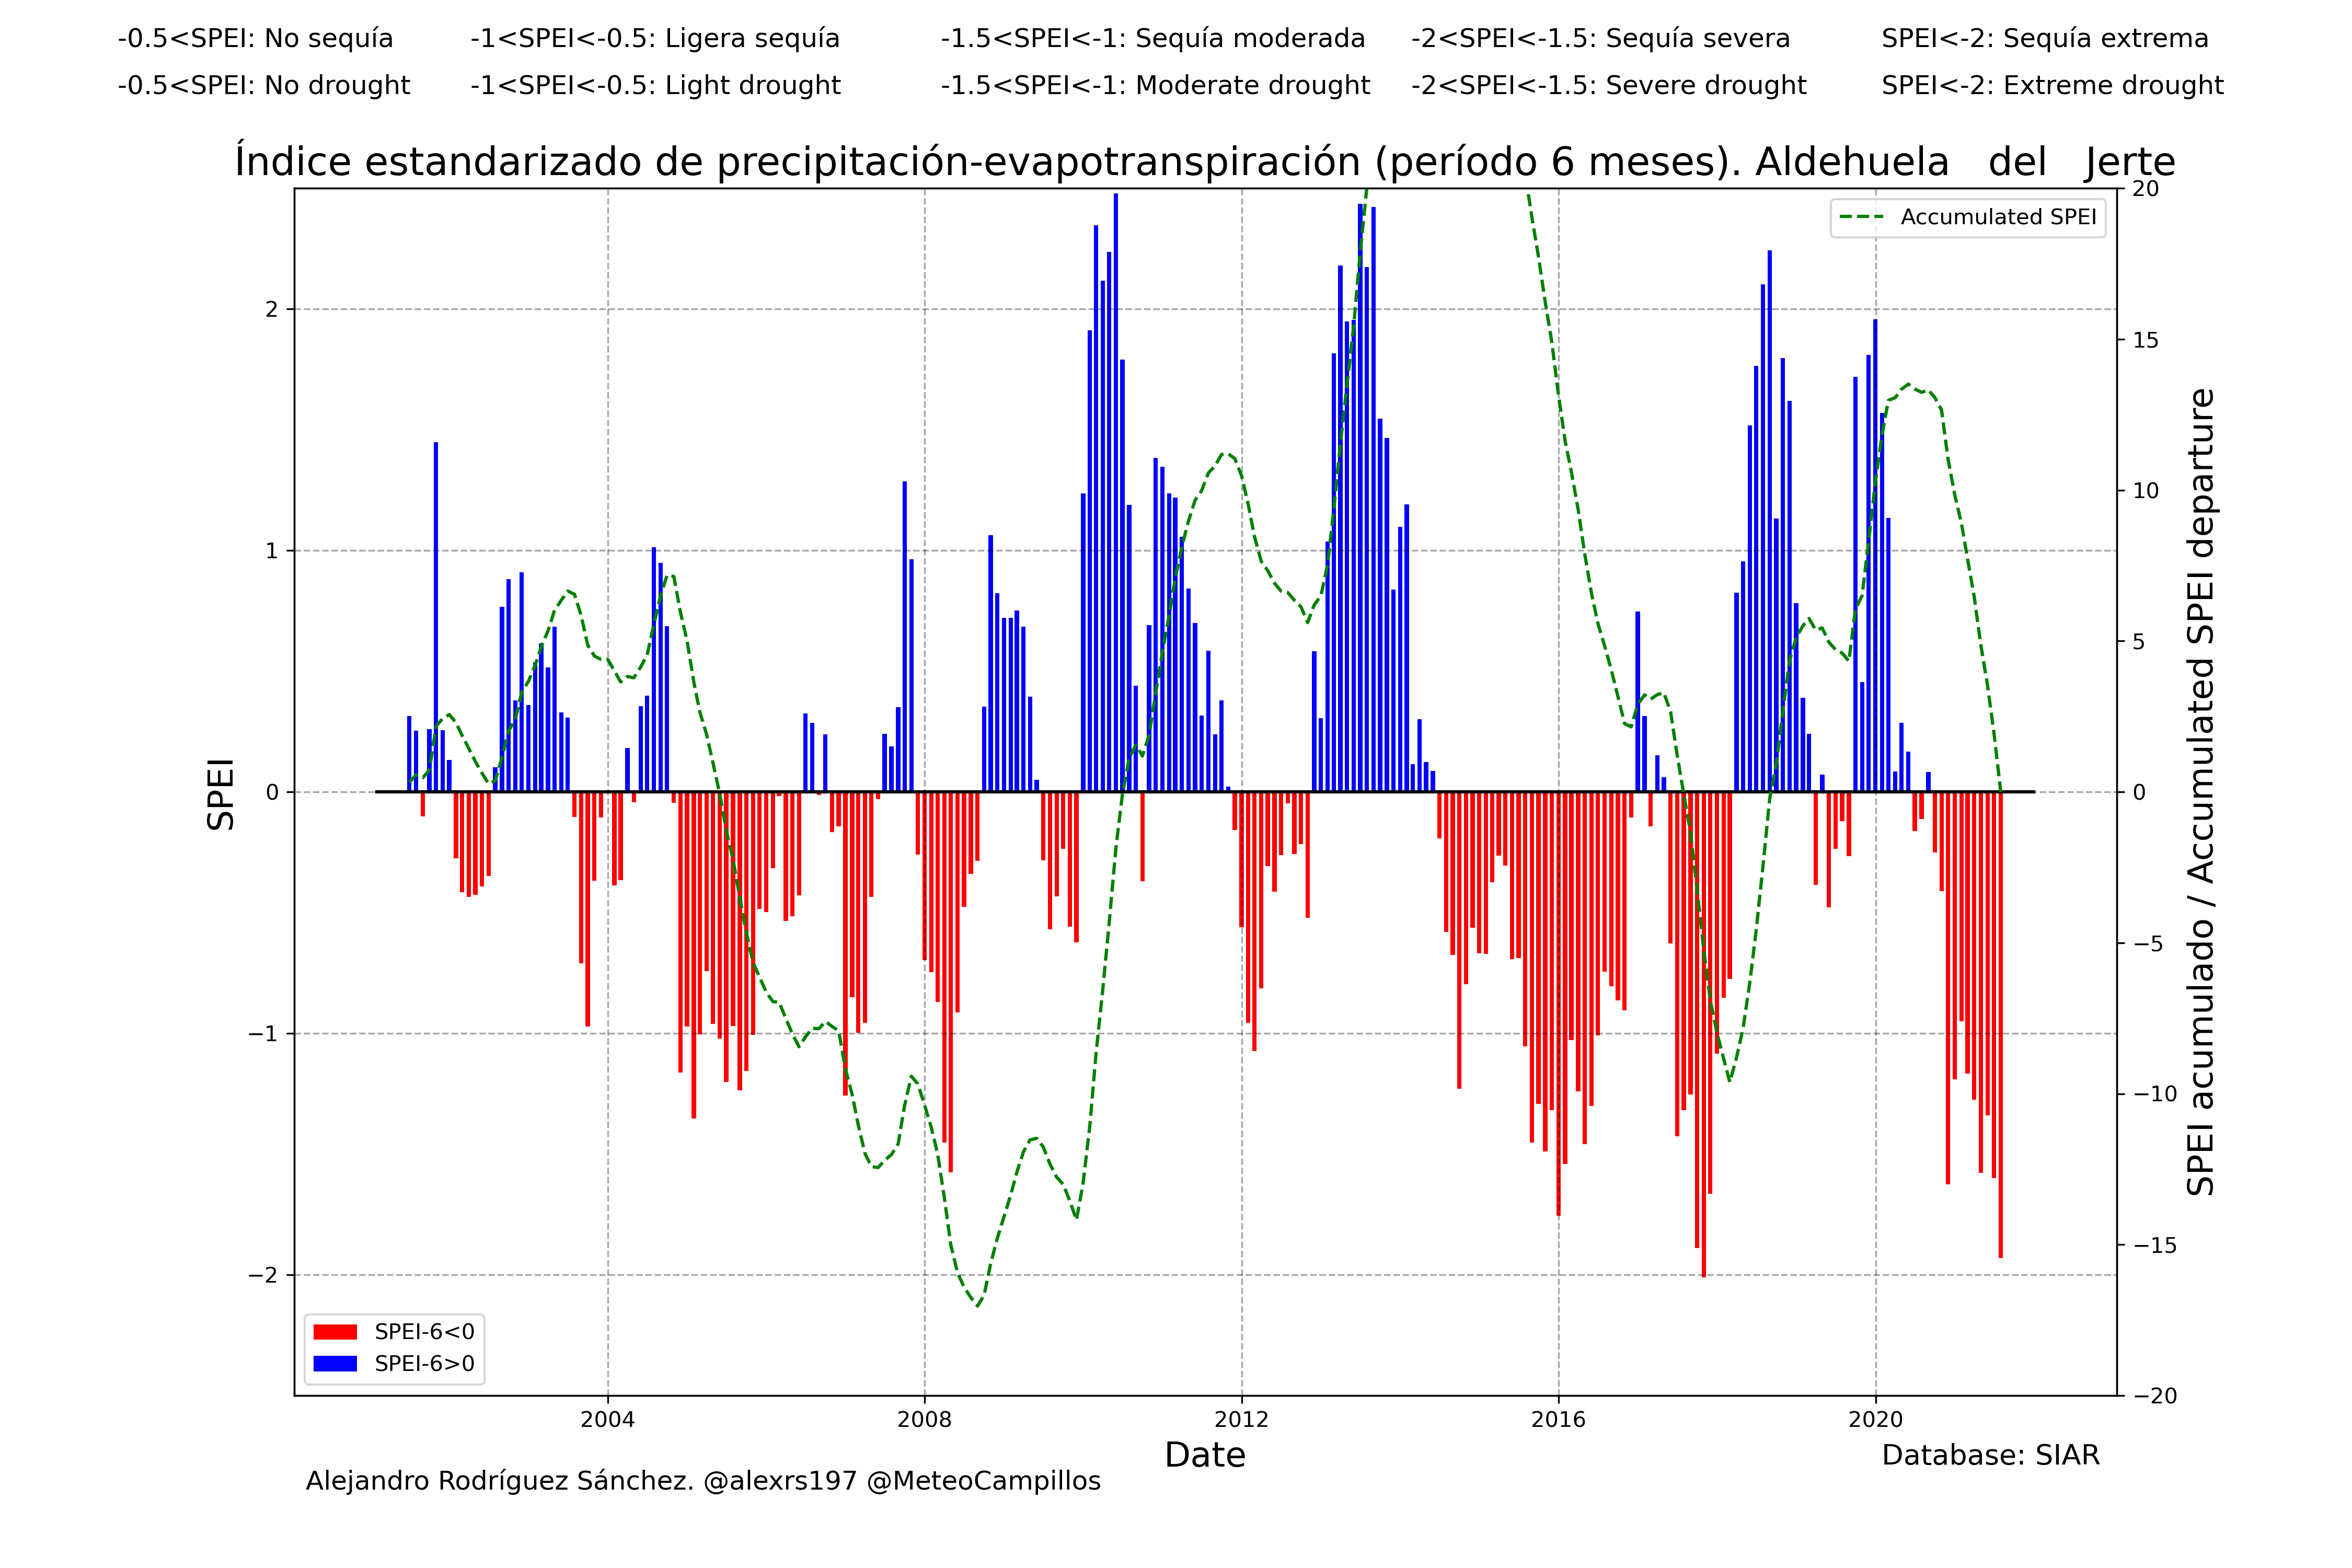 -0.5<SPEI: No sequía -1<SPEI<-0.5: Ligera sequía -1.5<SPEI<-1: Sequía moderada -2<SPEI<-1.5: Sequía severa SPEI<-2: Sequía extrema
-0.5<SPEI: No drought -1<SPEI<-0.5: Light drought -1.5<SPEI<-1: Moderate drought -2<SPEI<-1.5: Severe drought SPEI<-2: Extreme drought
Índice estandarizado de precipitación-evapotranspiración (período 6 meses). Aldehuela del Jerte
Accumulated SPEI
SPEI
2
1
0
−1
−2
20
15
10
5
0
−5
−10
−15
−20
SPEI acumulado / Accumulated SPEI departure
SPEI-6<0
SPEI-6>0
2004 2008 2012 2016 2020
Date
Database: SIAR
Alejandro Rodríguez Sánchez. @alexrs197 @MeteoCampillos